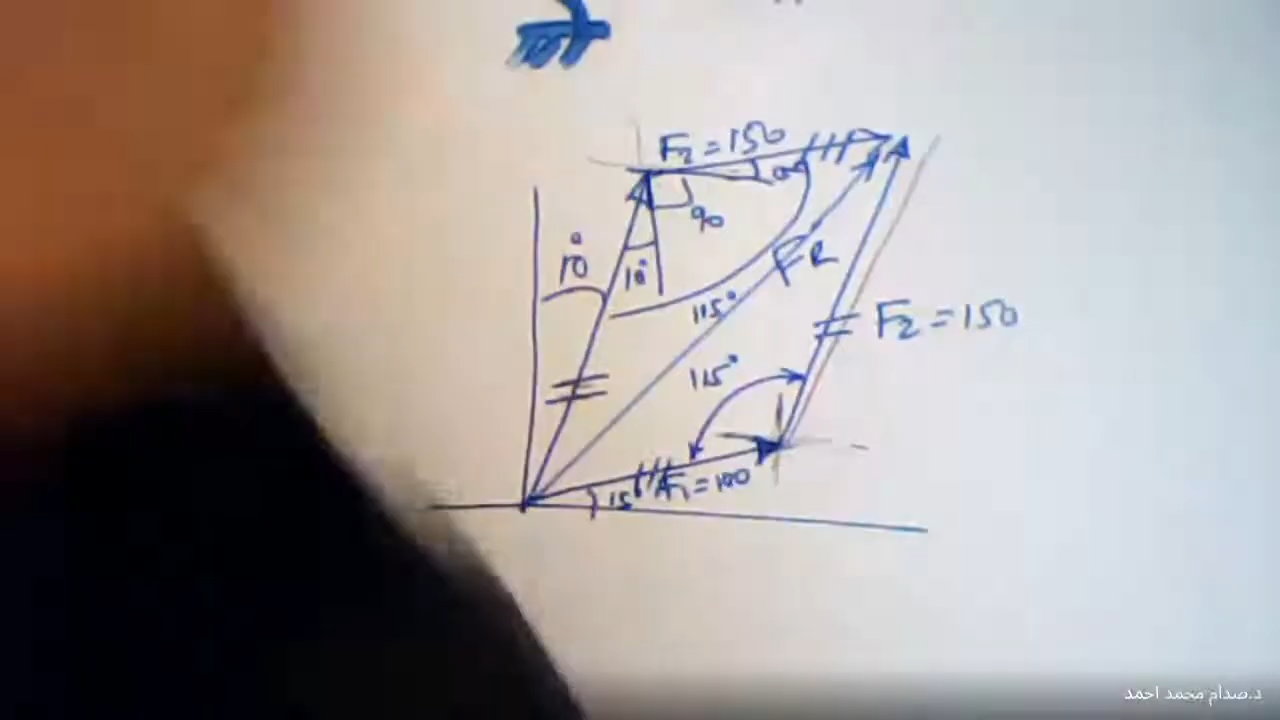 F₂ = 150
90
10°
10°
FR
115°
F₂ = 150
115°
15°
F₁ = 100
د.صدام محمد احمد